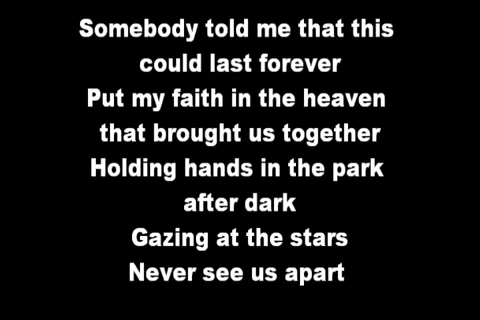 Somebody told me that this
could last forever
Put my faith in the heaven
that brought us together
Holding hands in the park
after dark
Gazing at the stars
Never see us apart